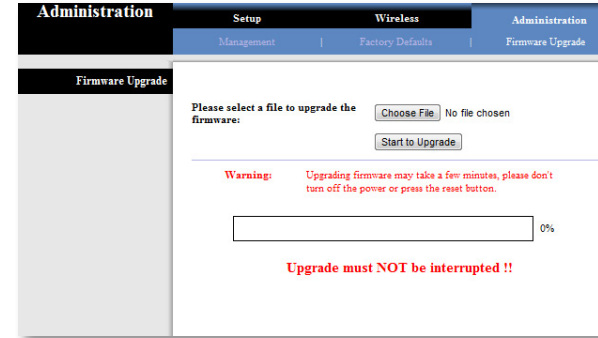 Administration
Setup Wireless Administration
Management | Factory Defaults | Firmware Upgrade
Firmware Upgrade
Please select a file to upgrade the
firmware:
Choose File No file chosen
Start to Upgrade
Warning: Upgrading firmware may take a few minutes, please don't
turn off the power or press the reset button.
0%
Upgrade must NOT be interrupted !!